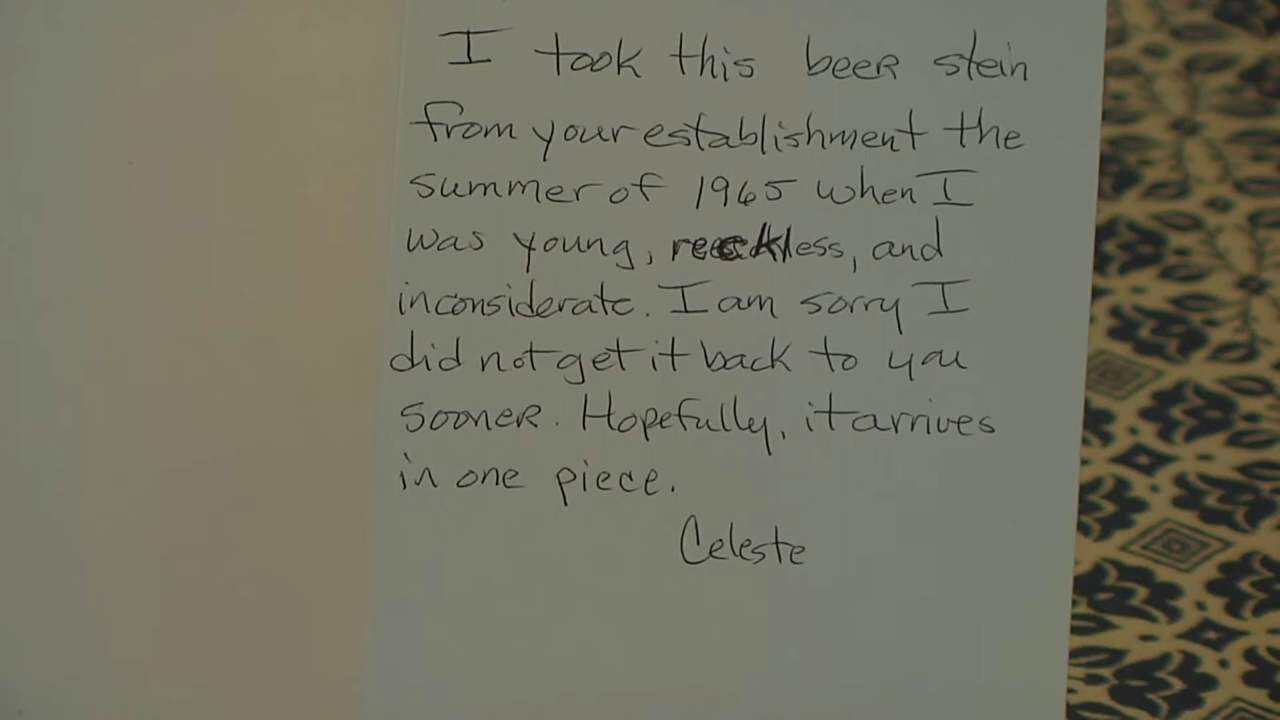 I took this beer stein
from your establishment the
summer of 1965 when I
was young, reckless, and
inconsiderate. I am sorry I
did not get it back to you
sooner. Hopefully, it arrives
in one piece.
Celeste